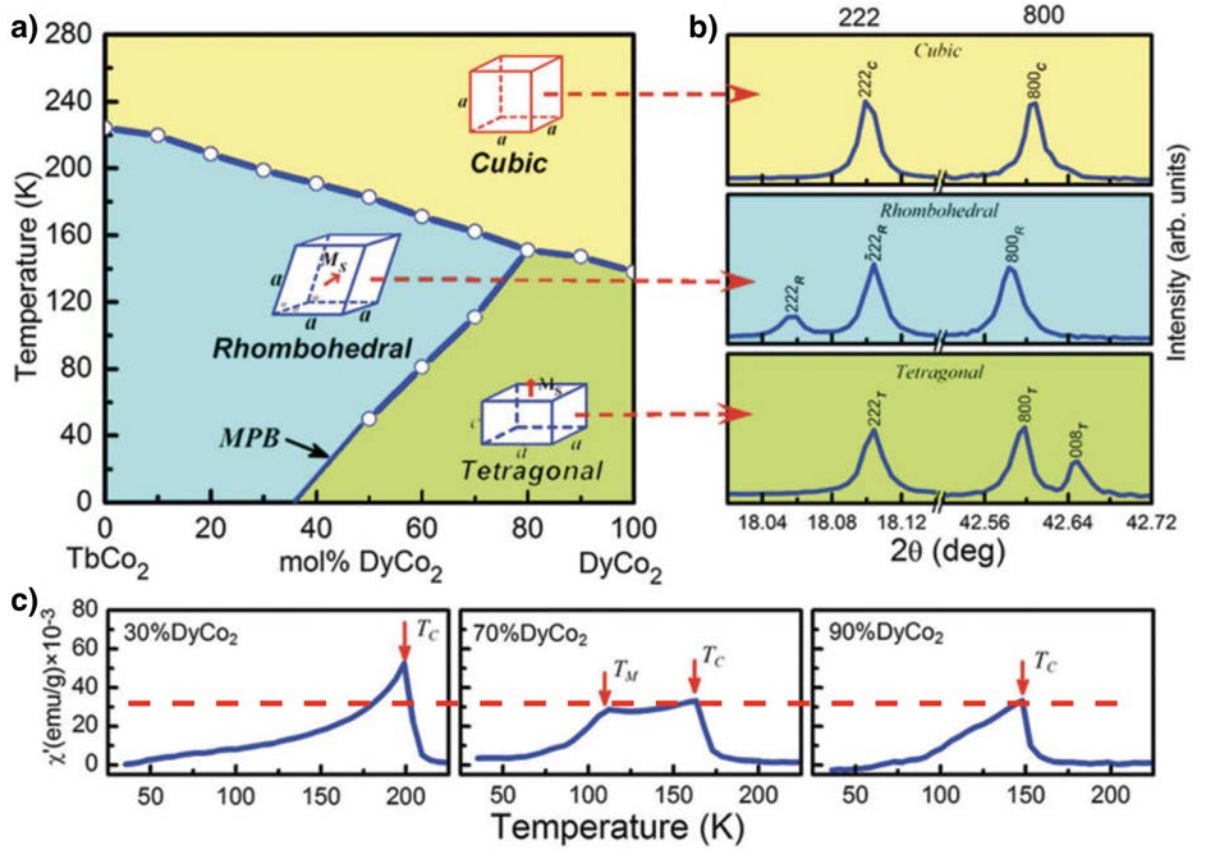 a)
280
240
200
160
120
80
40
0
Temperature (K)
a
a
a
Cubic
M_S
a
a
a
Rhombohedral
MPB
M_S
c
a
a
Tetragonal
0 20 40 60 80 100
TbCo₂ mol% DyCo₂ DyCo₂
b)
222 800
Cubic
222_C
800_C
Rhombohedral
222_R
2̄22_R
800_R
Tetragonal
222_T
800_T
008_T
18.04 18.08 18.12 42.56 42.64 42.72
2θ (deg)
Intensity (arb. units)
c)
χ'(emu/g)×10⁻³
80
60
40
20
0
30%DyCo₂
T_C
70%DyCo₂
T_M
T_C
90%DyCo₂
T_C
50 100 150 200 50 100 150 200 50 100 150 200
Temperature (K)